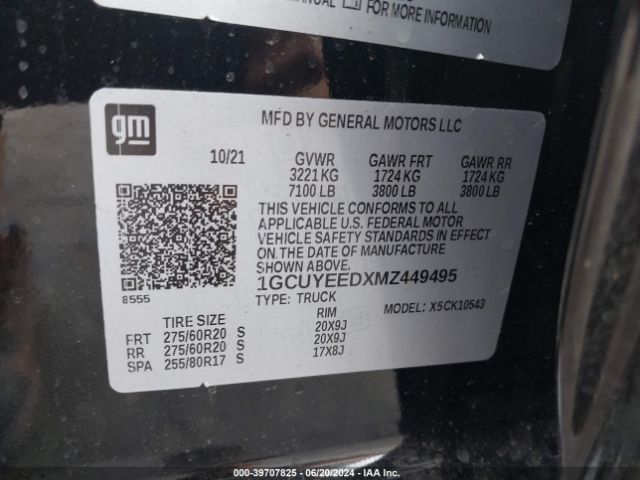 MANUAL FOR MORE INFORMATION
gm
MFD BY GENERAL MOTORS LLC
10/21 GVWR GAWR FRT GAWR RR
3221 KG 1724 KG 1724 KG
7100 LB 3800 LB 3800 LB
THIS VEHICLE CONFORMS TO ALL
APPLICABLE U.S. FEDERAL MOTOR
VEHICLE SAFETY STANDARDS IN EFFECT
ON THE DATE OF MANUFACTURE
SHOWN ABOVE.
8555
1GCUYEEDXMZ449495
TYPE: TRUCK MODEL: X5CK10543
TIRE SIZE RIM
FRT 275/60R20 S 20X9J
RR 275/60R20 S 20X9J
SPA 255/80R17 S 17X8J
000-39707825 - 06/20/2024 - IAAI.COM